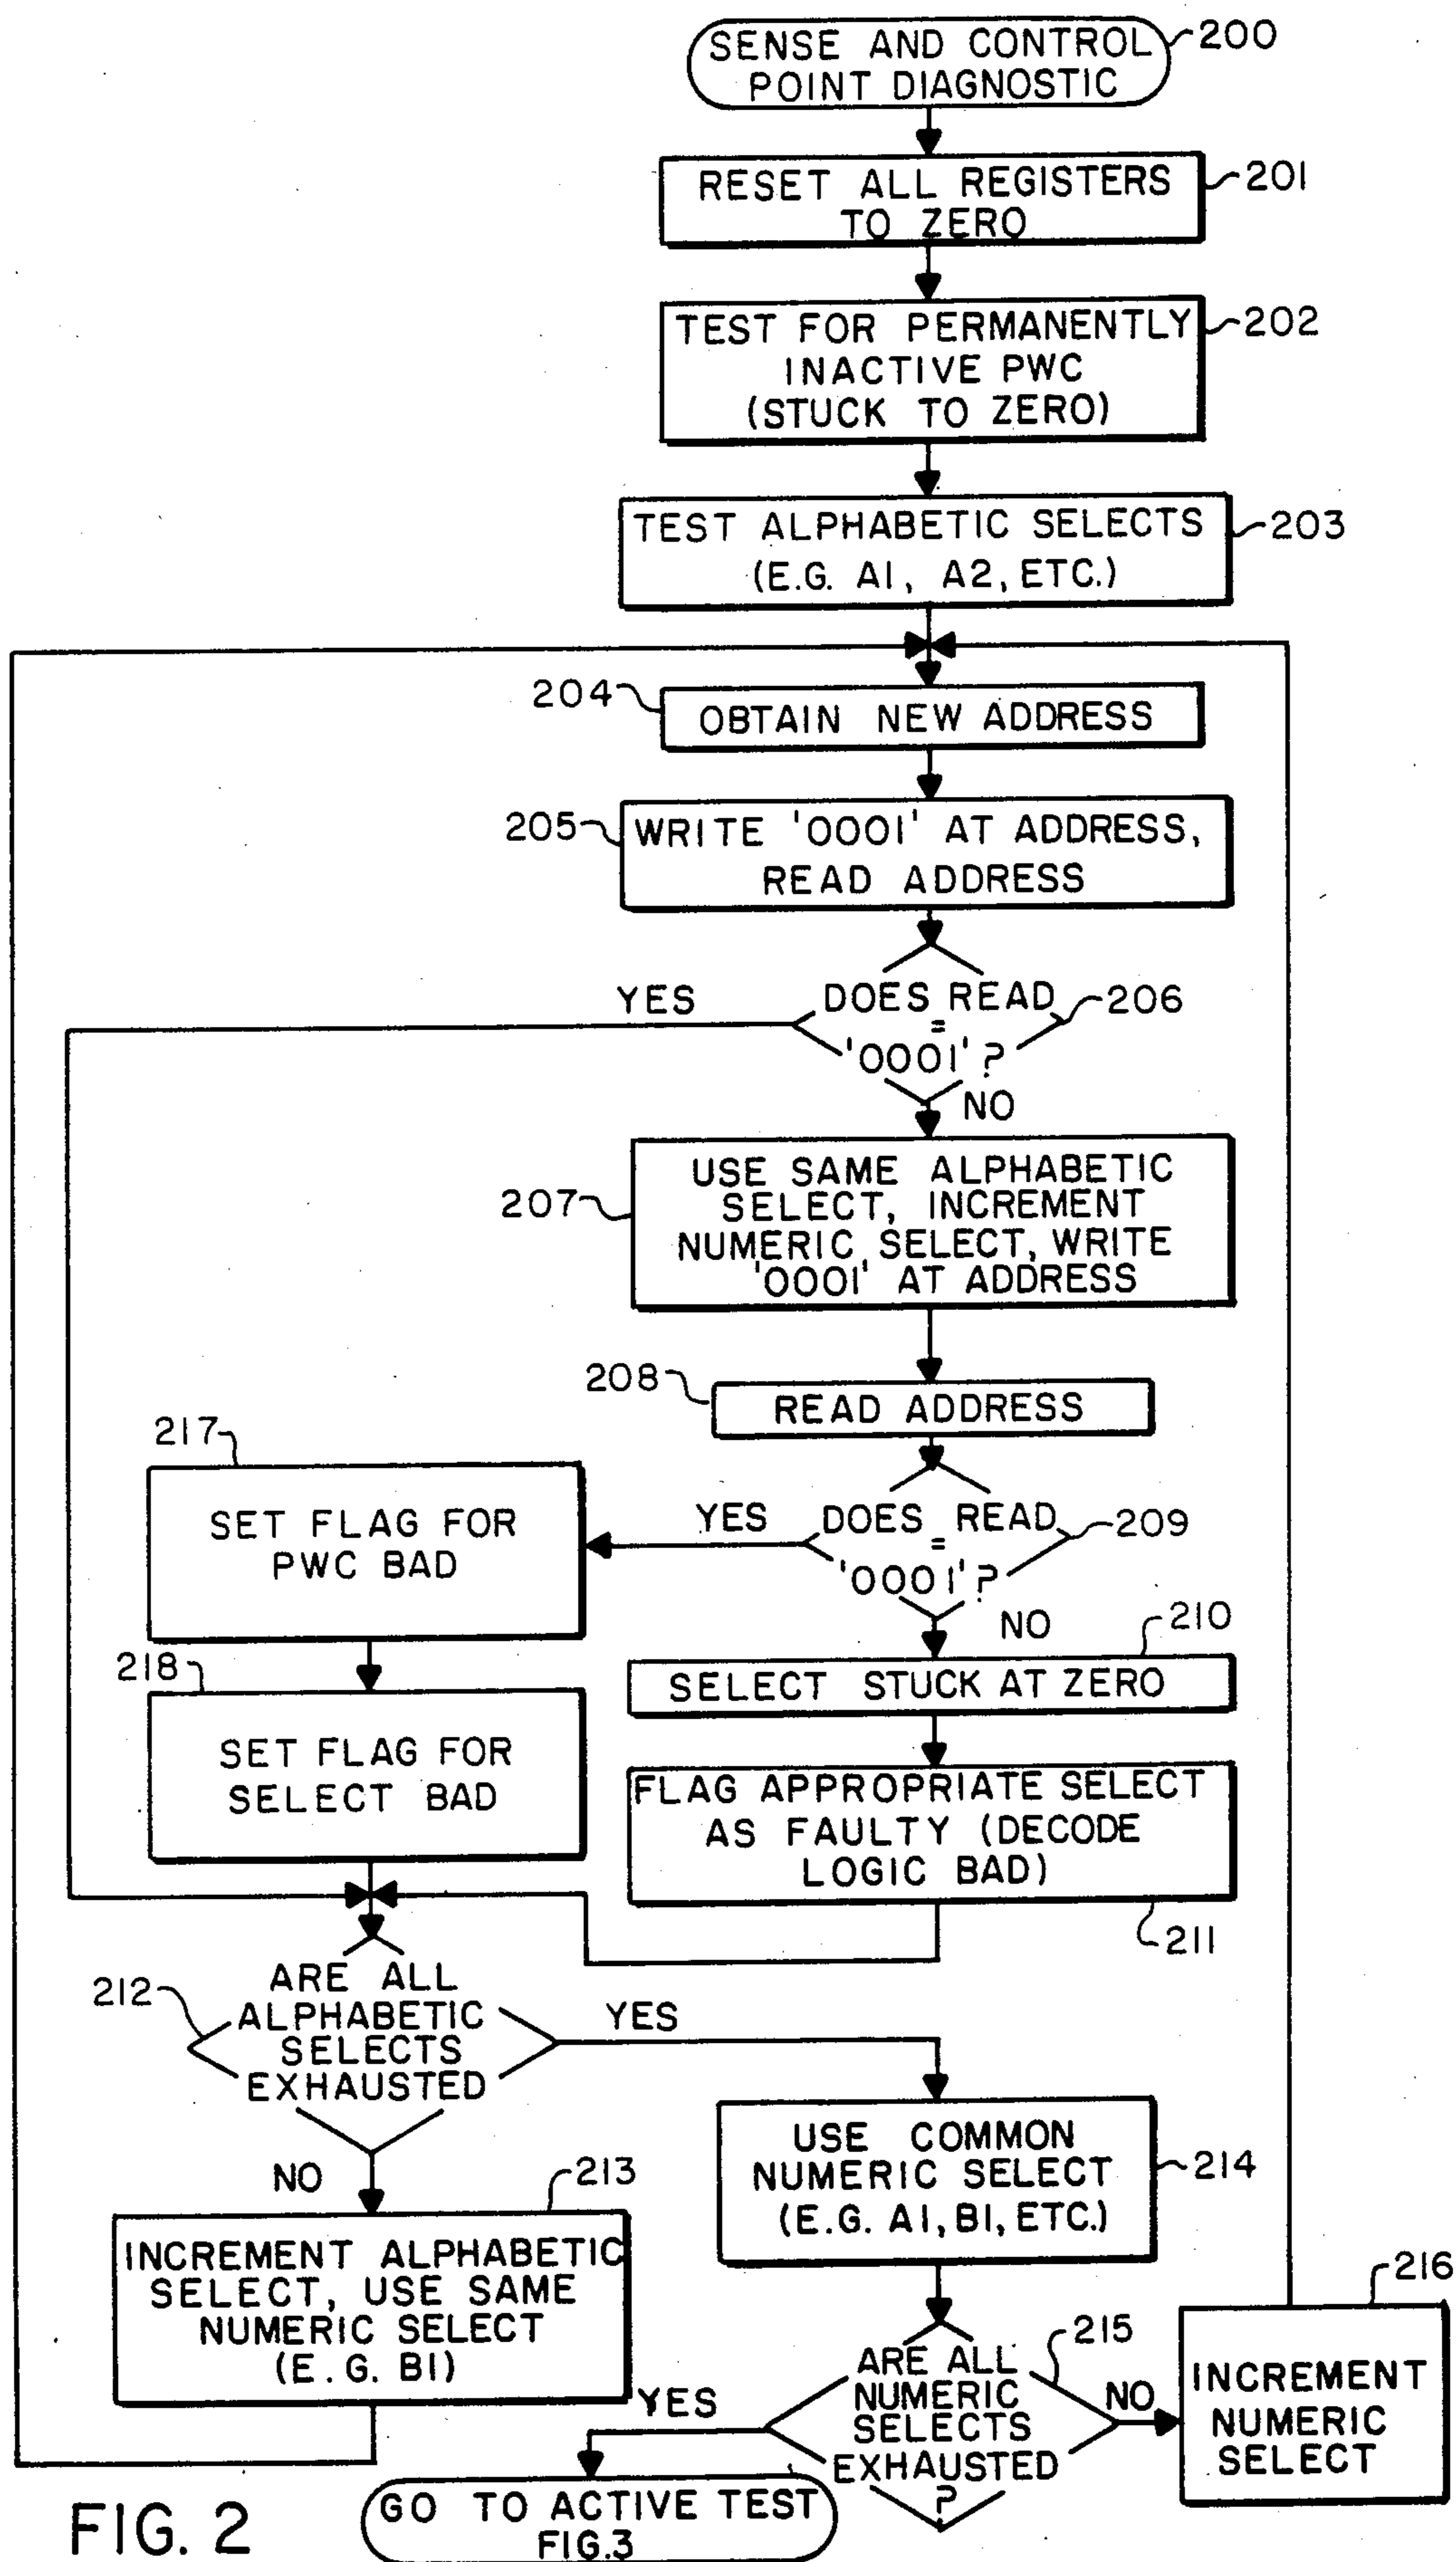 SENSE AND CONTROL
POINT DIAGNOSTIC
200
RESET ALL REGISTERS
TO ZERO
201
TEST FOR PERMANENTLY
INACTIVE PWC
(STUCK TO ZERO)
202
TEST ALPHABETIC SELECTS
(E.G. A1, A2, ETC.)
203
204
OBTAIN NEW ADDRESS
205
WRITE '0001' AT ADDRESS,
READ ADDRESS
YES
DOES READ
=
'0001'?
206
NO
207
USE SAME ALPHABETIC
SELECT, INCREMENT
NUMERIC SELECT, WRITE
'0001' AT ADDRESS
208
READ ADDRESS
217
SET FLAG FOR
PWC BAD
YES
DOES READ
=
'0001'?
209
NO
210
SELECT STUCK AT ZERO
218
SET FLAG FOR
SELECT BAD
FLAG APPROPRIATE SELECT
AS FAULTY (DECODE
LOGIC BAD)
211
212
ARE ALL
ALPHABETIC
SELECTS
EXHAUSTED
YES
NO
213
INCREMENT ALPHABETIC
SELECT, USE SAME
NUMERIC SELECT
(E.G. B1)
USE COMMON
NUMERIC SELECT
(E.G. A1, B1, ETC.)
214
215
ARE ALL
NUMERIC
SELECTS
EXHAUSTED
?
YES
NO
216
INCREMENT
NUMERIC
SELECT
GO TO ACTIVE TEST
FIG.3
FIG. 2